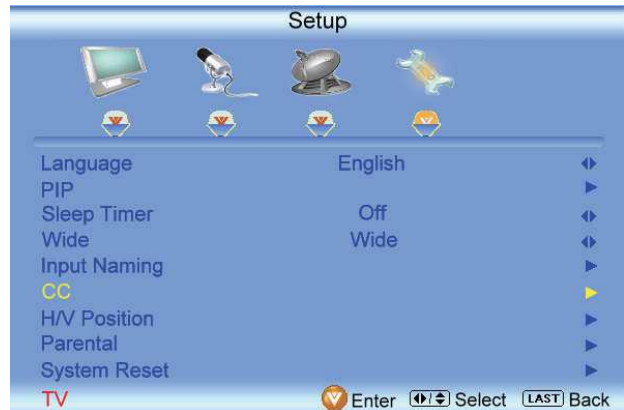 Setup
Language English
PIP
Sleep Timer Off
Wide Wide
Input Naming
CC
H/V Position
Parental
System Reset
TV Enter Select LAST Back